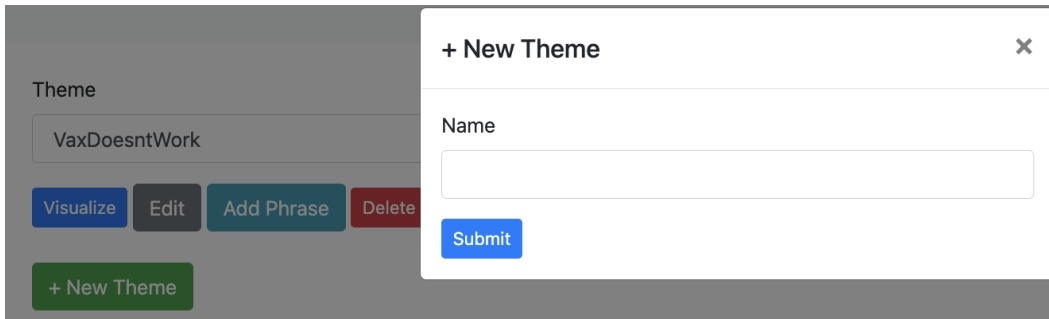 Theme
VaxDoesntWork
Visualize Edit Add Phrase Delete
+ New Theme
+ New Theme ×
Name
Submit